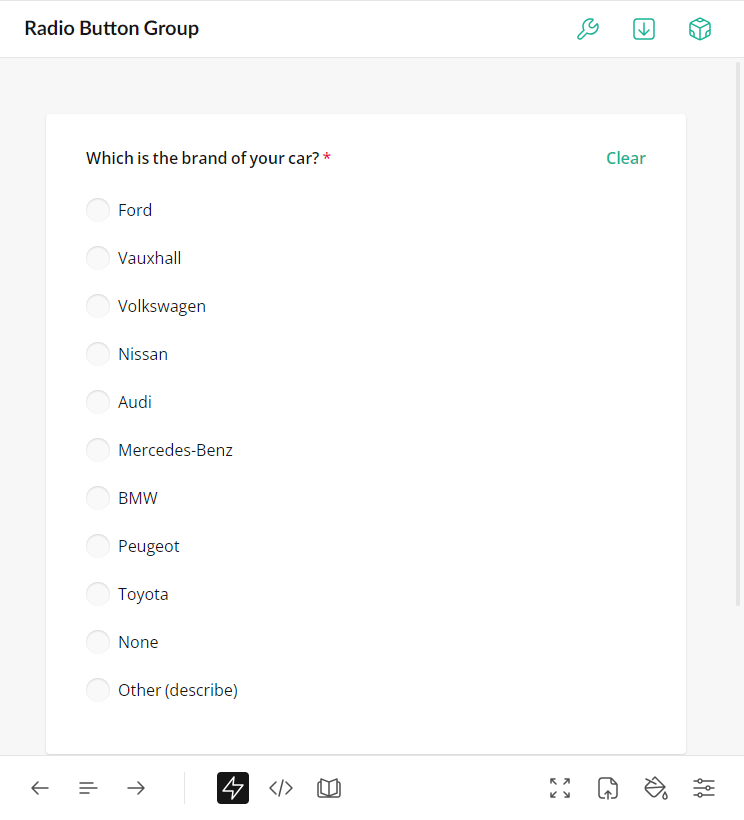 Radio Button Group
Which is the brand of your car? * Clear
Ford
Vauxhall
Volkswagen
Nissan
Audi
Mercedes-Benz
BMW
Peugeot
Toyota
None
Other (describe)